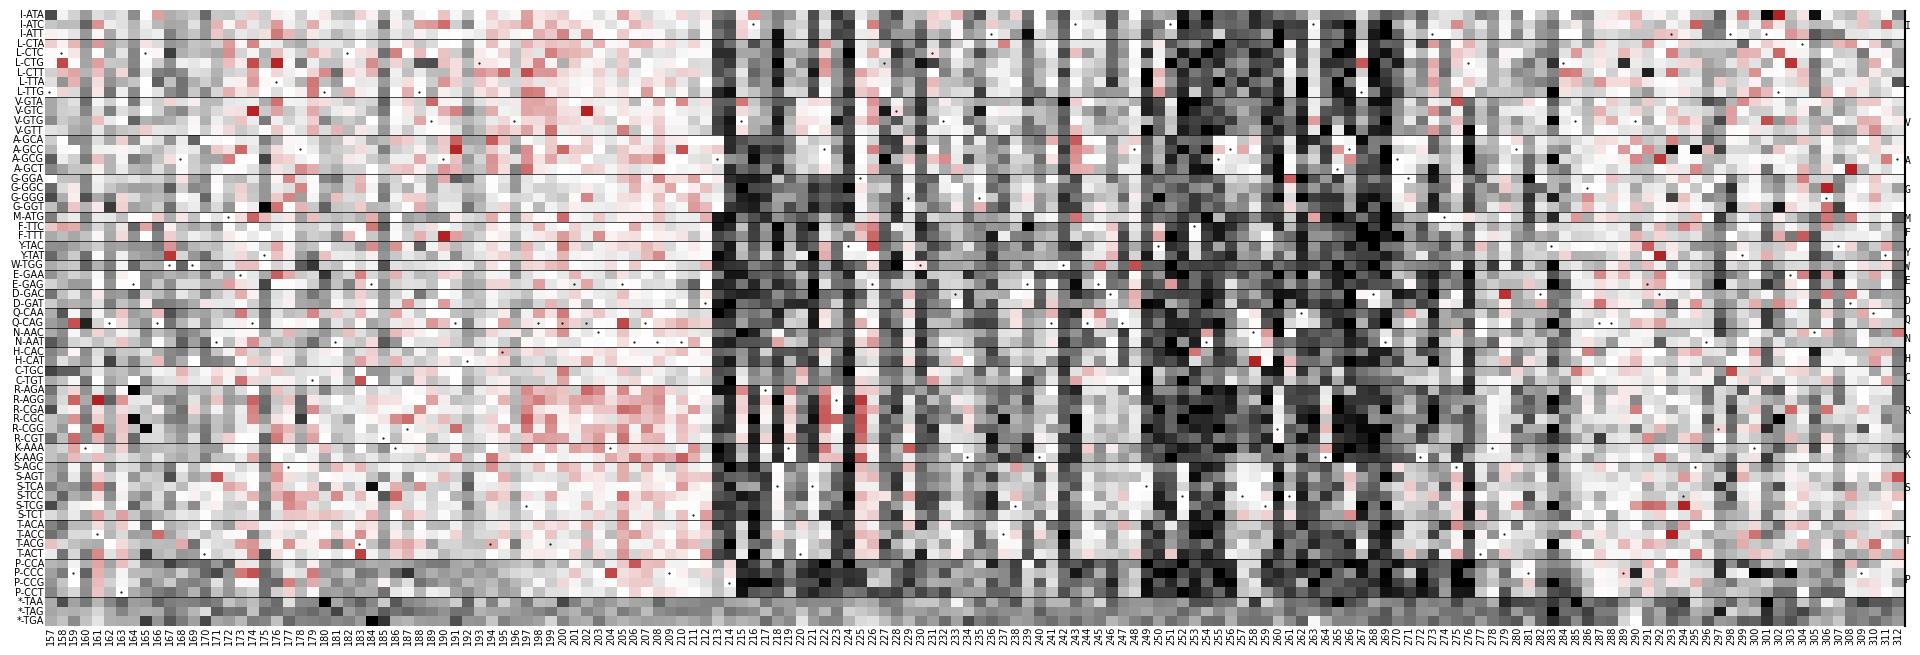 I-ATA
I-ATC
I-ATT
L-CTA
L-CTC
L-CTG
L-CTT
L-TTA
L-TTG
V-GTA
V-GTC
V-GTG
V-GTT
A-GCA
A-GCC
A-GCG
A-GCT
G-GGA
G-GGC
G-GGG
G-GGT
M-ATG
F-TTC
F-TTT
Y-TAC
Y-TAT
W-TGG
E-GAA
E-GAG
D-GAC
D-GAT
Q-CAA
Q-CAG
N-AAC
N-AAT
H-CAC
H-CAT
C-TGC
C-TGT
R-AGA
R-AGG
R-CGA
R-CGC
R-CGG
R-CGT
K-AAA
K-AAG
S-AGC
S-AGT
S-TCA
S-TCC
S-TCG
S-TCT
T-ACA
T-ACC
T-ACG
T-ACT
P-CCA
P-CCC
P-CCG
P-CCT
*-TAA
*-TAG
*-TGA
I
V
A
G
M
F
Y
W
E
D
Q
N
H
C
R
K
S
T
P
157 158 159 160 161 162 163 164 165 166 167 168 169 170 171 172 173 174 175 176 177 178 179 180 181 182 183 184 185 186 187 188 189 190 191 192 193 194 195 196 197 198 199 200 201 202 203 204 205 206 207 208 209 210 211 212 213 214 215 216 217 218 219 220 221 222 223 224 225 226 227 228 229 230 231 232 233 234 235 236 237 238 239 240 241 242 243 244 245 246 247 248 249 250 251 252 253 254 255 256 257 258 259 260 261 262 263 264 265 266 267 268 269 270 271 272 273 274 275 276 277 278 279 280 281 282 283 284 285 286 287 288 289 290 291 292 293 294 295 296 297 298 299 300 301 302 303 304 305 306 307 308 309 310 311 312